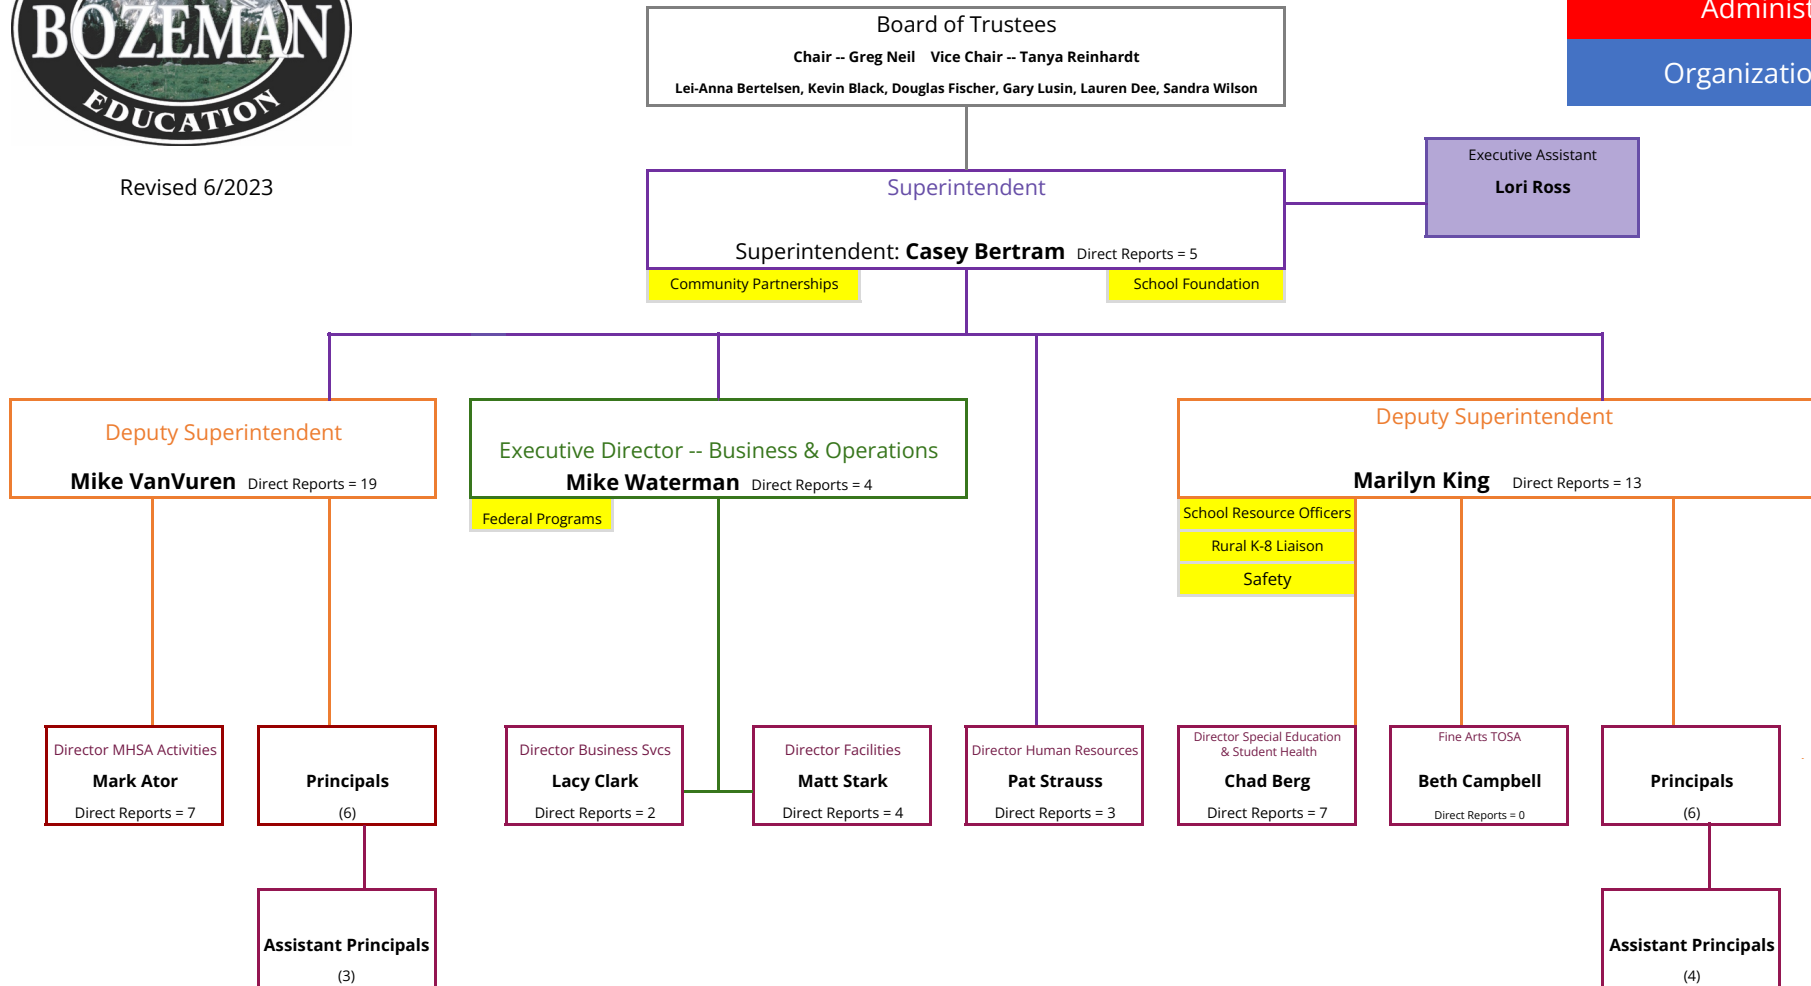 BOZEMAN
EDUCATION
Revised 6/2023
Board of Trustees
Chair -- Greg Neil Vice Chair -- Tanya Reinhardt
Lei-Anna Bertelsen, Kevin Black, Douglas Fischer, Gary Lusin, Lauren Dee, Sandra Wilson
Adminis
Organizatio
Executive Assistant
Lori Ross
Superintendent
Superintendent: Casey Bertram Direct Reports = 5
Community Partnerships
School Foundation
Deputy Superintendent
Mike VanVuren Direct Reports = 19
Executive Director -- Business & Operations
Mike Waterman Direct Reports = 4
Federal Programs
Deputy Superintendent
Marilyn King Direct Reports = 13
School Resource Officers
Rural K-8 Liaison
Safety
Director MHSA Activities
Mark Ator
Direct Reports = 7
Principals
(6)
Director Business Svcs
Lacy Clark
Direct Reports = 2
Director Facilities
Matt Stark
Direct Reports = 4
Director Human Resources
Pat Strauss
Direct Reports = 3
Director Special Education
& Student Health
Chad Berg
Direct Reports = 7
Fine Arts TOSA
Beth Campbell
Direct Reports = 0
Principals
(6)
Assistant Principals
(3)
Assistant Principals
(4)